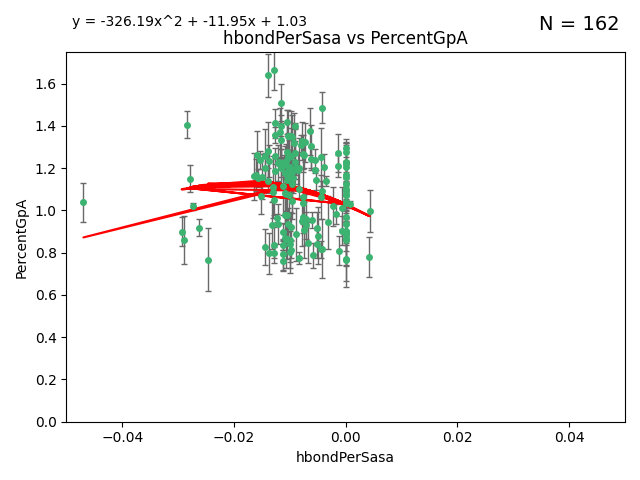 y = -326.19x^2 + -11.95x + 1.03
N = 162
hbondPerSasa vs PercentGpA
PercentGpA
1.6
1.4
1.2
1.0
0.8
0.6
0.4
0.2
0.0
−0.04 −0.02 0.00 0.02 0.04
hbondPerSasa